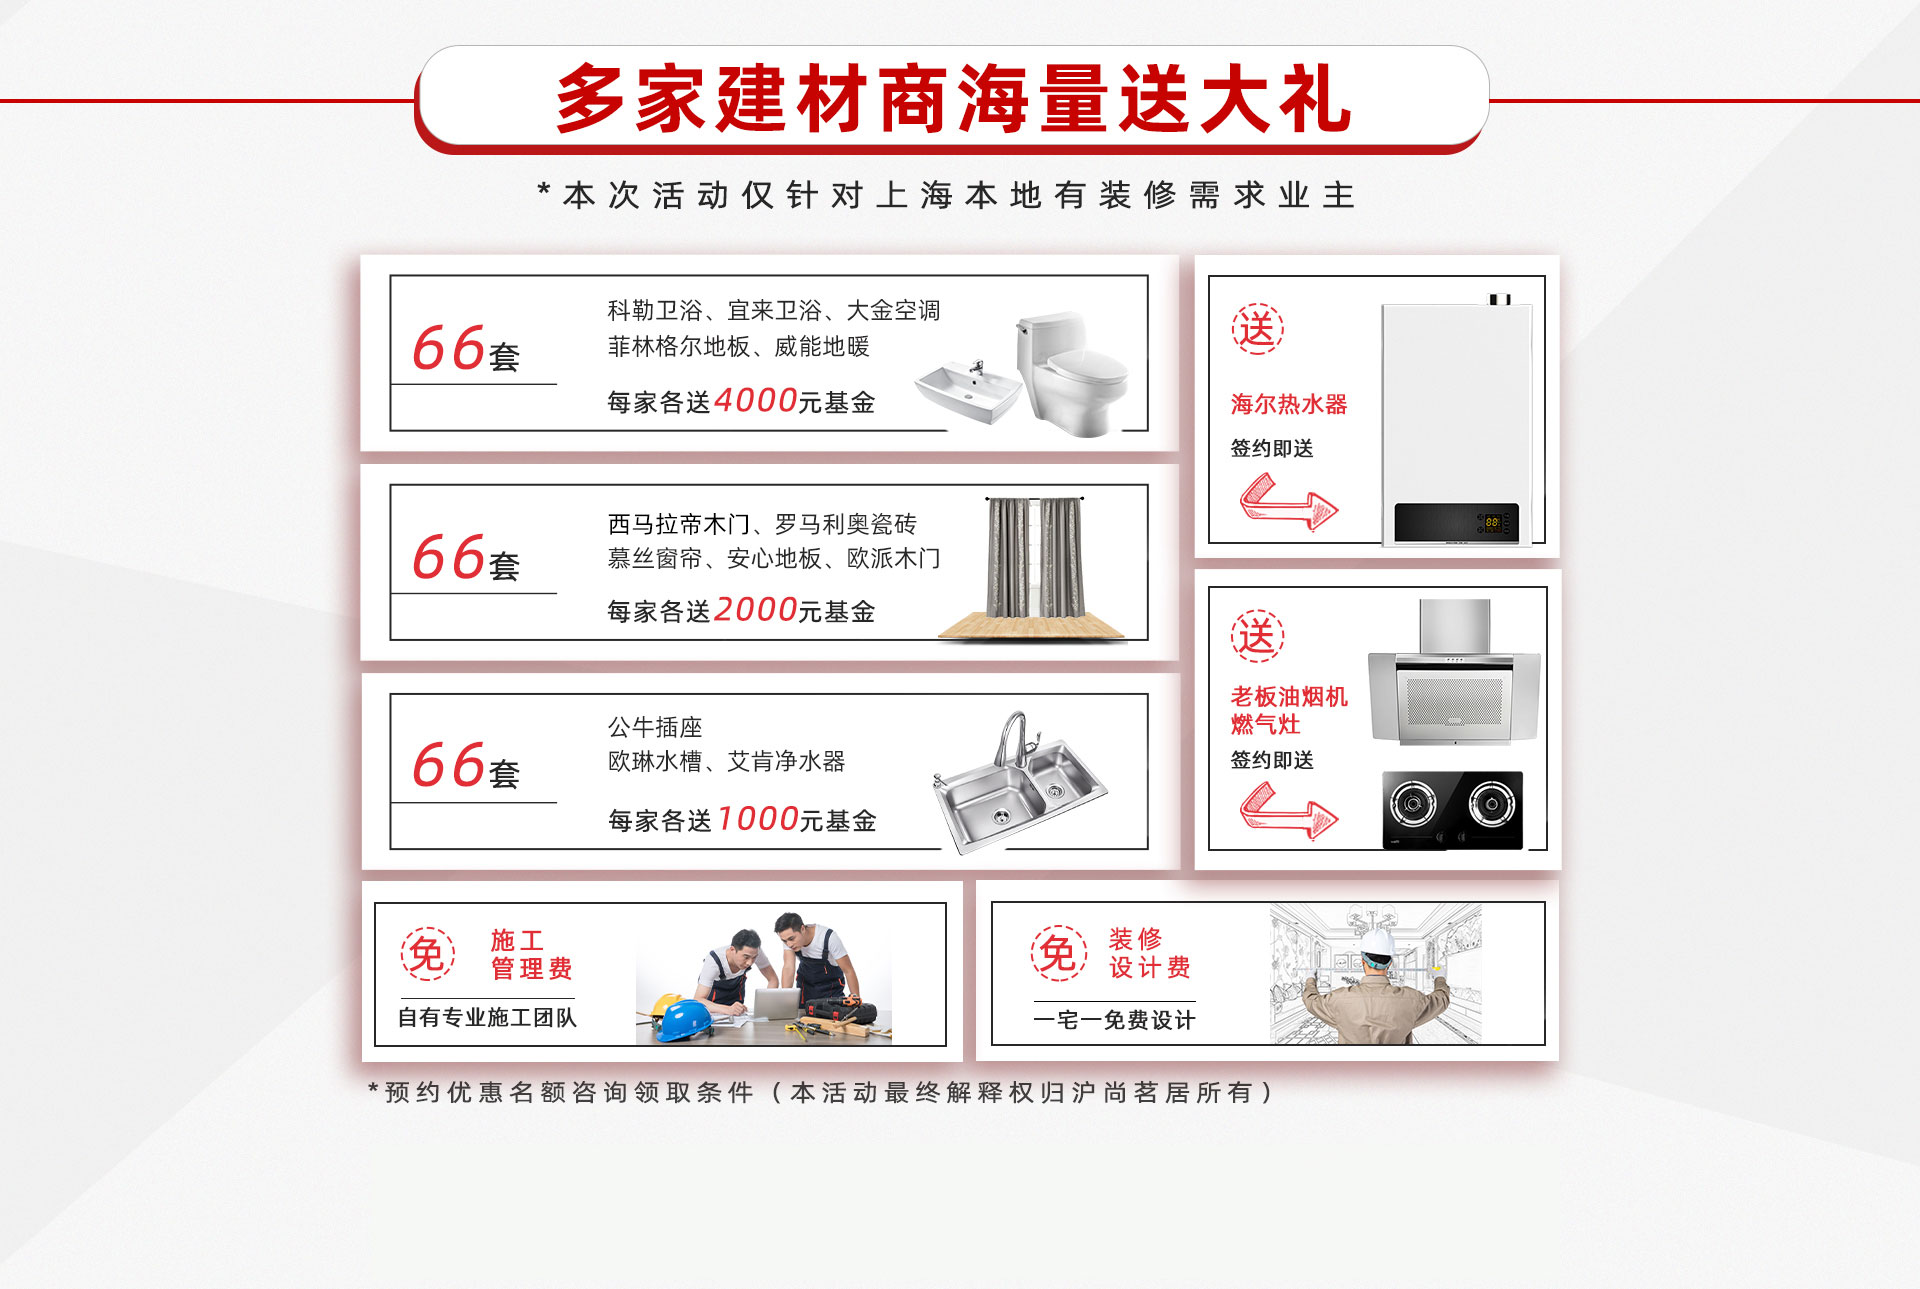 多家建材商海量送大礼
*本次活动仅针对上海本地有装修需求业主
66套
科勒卫浴、宜来卫浴、大金空调
菲林格尔地板、威能地暖
每家各送4000元基金
送
海尔热水器
签约即送
88
66套
西马拉帝木门、罗马利奥瓷砖
慕丝窗帘、安心地板、欧派木门
每家各送2000元基金
送
老板油烟机
燃气灶
签约即送
66套
公牛插座
欧琳水槽、艾肯净水器
每家各送1000元基金
免
施工
管理费
自有专业施工团队
免
装修
设计费
一宅一免费设计
*预约优惠名额咨询领取条件（本活动最终解释权归沪尚茗居所有）